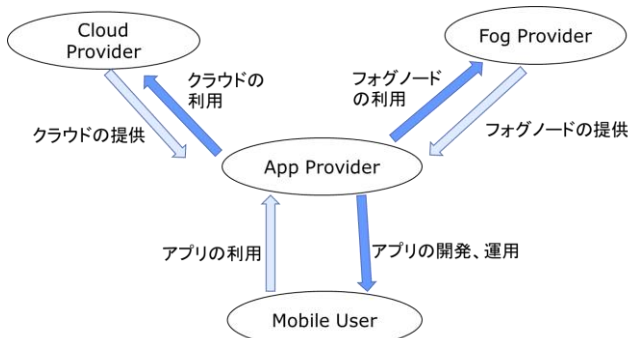 Cloud
Provider
Fog Provider
クラウドの
利用
フォグノード
の利用
クラウドの提供
フォグノードの提供
App Provider
アプリの利用
アプリの開発、運用
Mobile User